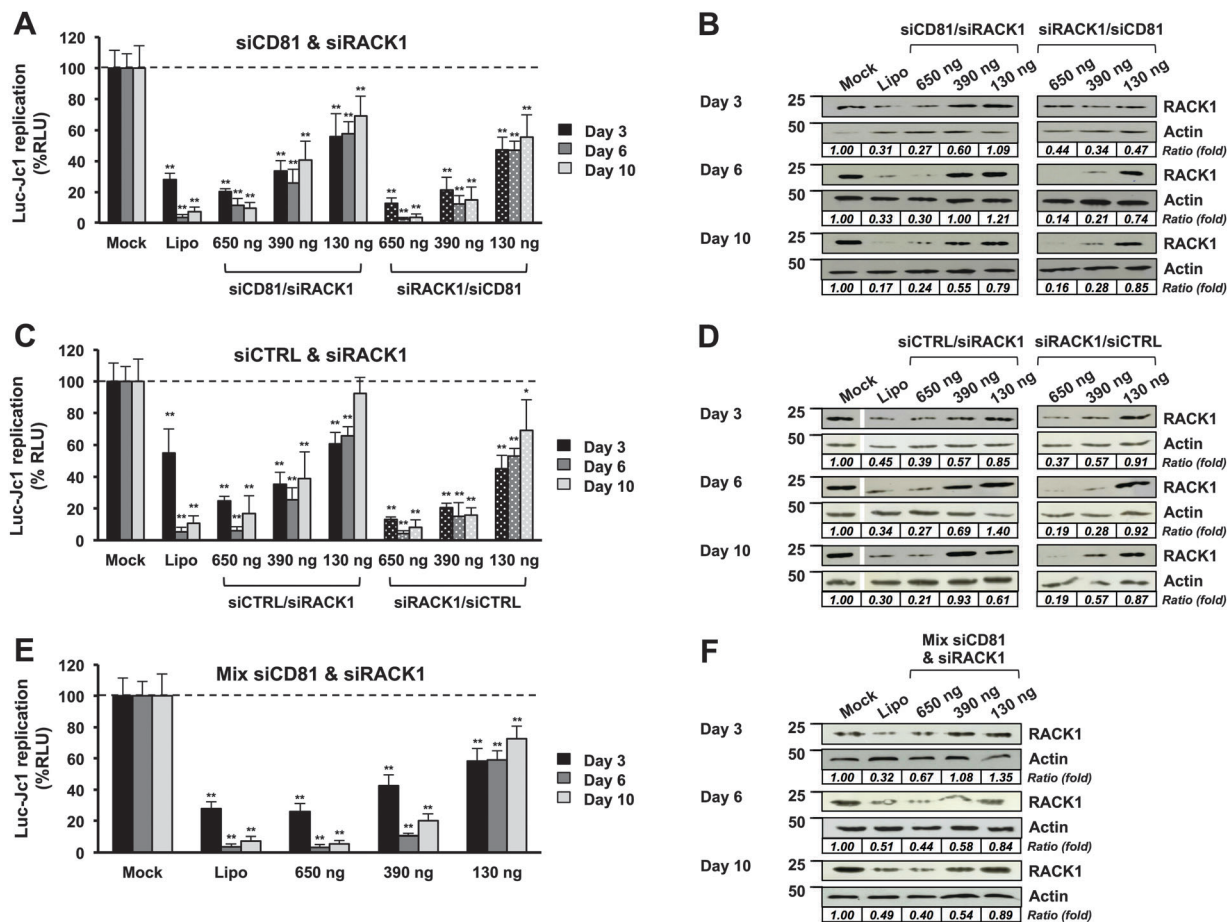 A
siCD81 & siRACK1
Luc-Jc1 replication
(%RLU)
120
100
80
60
40
20
0
** ** ** ** ** ** ** ** ** ** ** ** ** ** ** ** ** ** ** ** **
Day 3
Day 6
Day 10
Mock Lipo 650 ng 390 ng 130 ng 650 ng 390 ng 130 ng
siCD81/siRACK1 siRACK1/siCD81
B
siCD81/siRACK1 siRACK1/siCD81
Mock Lipo 650 ng 390 ng 130 ng 650 ng 390 ng 130 ng
Day 3 25 RACK1
50 Actin
1.00 0.31 0.27 0.60 1.09 0.44 0.34 0.47 Ratio (fold)
Day 6 25 RACK1
50 Actin
1.00 0.33 0.30 1.00 1.21 0.14 0.21 0.74 Ratio (fold)
Day 10 25 RACK1
50 Actin
1.00 0.17 0.24 0.55 0.79 0.16 0.28 0.85 Ratio (fold)
C
siCTRL & siRACK1
Luc-Jc1 replication
(% RLU)
120
100
80
60
40
20
0
** ** ** ** ** ** ** ** ** ** ** ** ** ** ** ** ** ** ** *
Day 3
Day 6
Day 10
Mock Lipo 650 ng 390 ng 130 ng 650 ng 390 ng 130 ng
siCTRL/siRACK1 siRACK1/siCTRL
D
siCTRL/siRACK1 siRACK1/siCTRL
Mock Lipo 650 ng 390 ng 130 ng 650 ng 390 ng 130 ng
Day 3 25 RACK1
50 Actin
1.00 0.45 0.39 0.57 0.85 0.37 0.57 0.91 Ratio (fold)
Day 6 25 RACK1
50 Actin
1.00 0.34 0.27 0.69 1.40 0.19 0.28 0.92 Ratio (fold)
Day 10 25 RACK1
50 Actin
1.00 0.30 0.21 0.93 0.61 0.19 0.57 0.87 Ratio (fold)
E
Mix siCD81 & siRACK1
Luc-Jc1 replication
(%RLU)
120
100
80
60
40
20
0
** ** ** ** ** ** ** ** ** ** ** **
Day 3
Day 6
Day 10
Mock Lipo 650 ng 390 ng 130 ng
F
Mix siCD81
& siRACK1
Mock Lipo 650 ng 390 ng 130 ng
Day 3 25 RACK1
50 Actin
1.00 0.32 0.67 1.08 1.35 Ratio (fold)
Day 6 25 RACK1
50 Actin
1.00 0.51 0.44 0.58 0.84 Ratio (fold)
Day 10 25 RACK1
50 Actin
1.00 0.49 0.40 0.54 0.89 Ratio (fold)